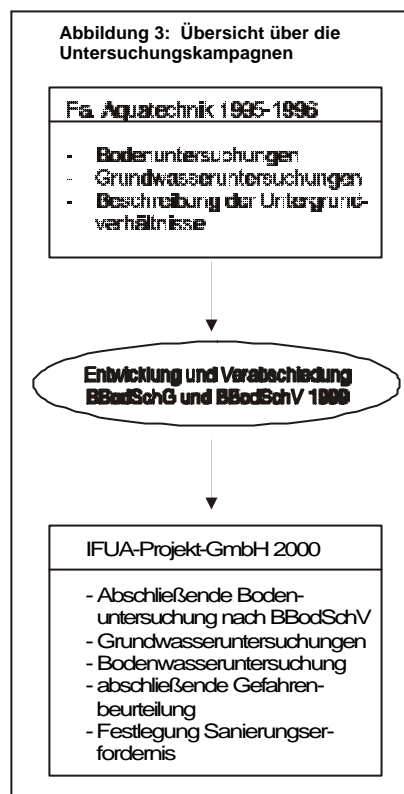 Abbildung 3: Übersicht über die
Untersuchungskampagnen
Fa. Aquatechnik 1995-1996
- Bodenuntersuchungen
- Grundwasseruntersuchungen
- Beschreibung der Untergrund-
verhältnisse
Entwicklung und Verabschiedung
BBodSchG und BBodSchV 1999
IFUA-Projekt-GmbH 2000
- Abschließende Boden-
untersuchung nach BBodSchV
- Grundwasseruntersuchungen
- Bodenwasseruntersuchung
- abschließende Gefahren-
beurteilung
- Festlegung Sanierungser-
fordernis